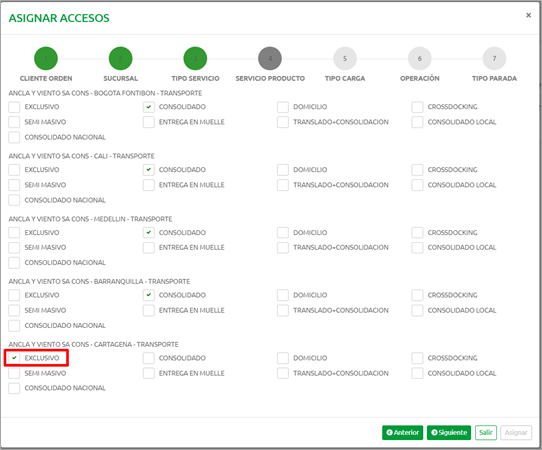 ASIGNAR ACCESOS ×
1 2 3 4 5 6 7
CLIENTE ORDEN SUCURSAL TIPO SERVICIO SERVICIO PRODUCTO TIPO CARGA OPERACIÓN TIPO PARADA
ANCLA Y VIENTO SA CONS - BOGOTA FONTIBON - TRANSPORTE
EXCLUSIVO CONSOLIDADO DOMICILIO CROSSDOCKING
SEMI MASIVO ENTREGA EN MUELLE TRANSLADO+CONSOLIDACION CONSOLIDADO LOCAL
CONSOLIDADO NACIONAL
ANCLA Y VIENTO SA CONS - CALI - TRANSPORTE
EXCLUSIVO CONSOLIDADO DOMICILIO CROSSDOCKING
SEMI MASIVO ENTREGA EN MUELLE TRANSLADO+CONSOLIDACION CONSOLIDADO LOCAL
CONSOLIDADO NACIONAL
ANCLA Y VIENTO SA CONS - MEDELLIN - TRANSPORTE
EXCLUSIVO CONSOLIDADO DOMICILIO CROSSDOCKING
SEMI MASIVO ENTREGA EN MUELLE TRANSLADO+CONSOLIDACION CONSOLIDADO LOCAL
CONSOLIDADO NACIONAL
ANCLA Y VIENTO SA CONS - BARRANQUILLA - TRANSPORTE
EXCLUSIVO CONSOLIDADO DOMICILIO CROSSDOCKING
SEMI MASIVO ENTREGA EN MUELLE TRANSLADO+CONSOLIDACION CONSOLIDADO LOCAL
CONSOLIDADO NACIONAL
ANCLA Y VIENTO SA CONS - CARTAGENA - TRANSPORTE
EXCLUSIVO CONSOLIDADO DOMICILIO CROSSDOCKING
SEMI MASIVO ENTREGA EN MUELLE TRANSLADO+CONSOLIDACION CONSOLIDADO LOCAL
CONSOLIDADO NACIONAL
Anterior Siguiente Salir Asignar